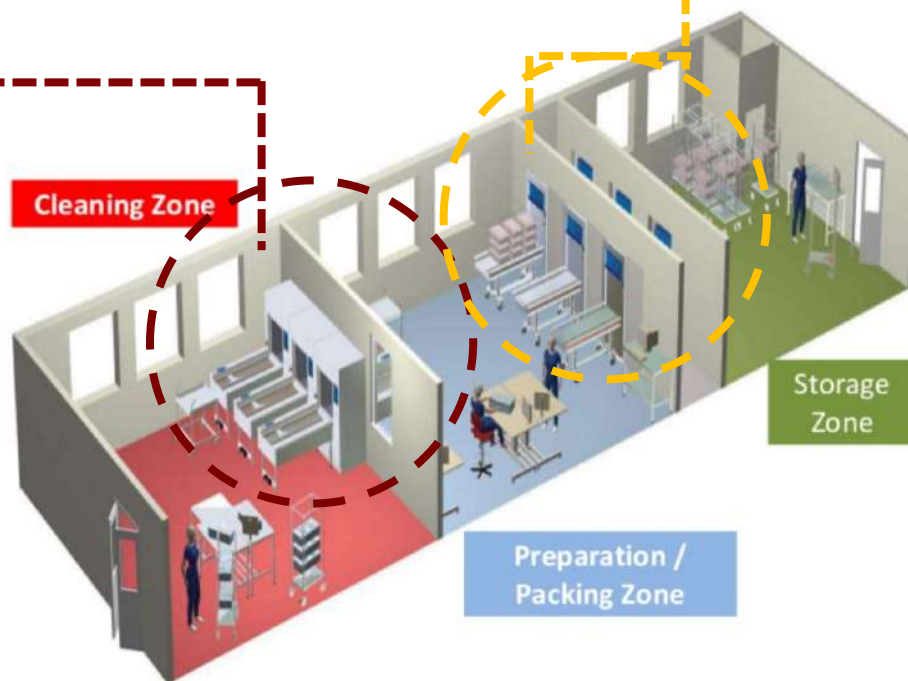 Cleaning Zone
Storage
Zone
Preparation /
Packing Zone